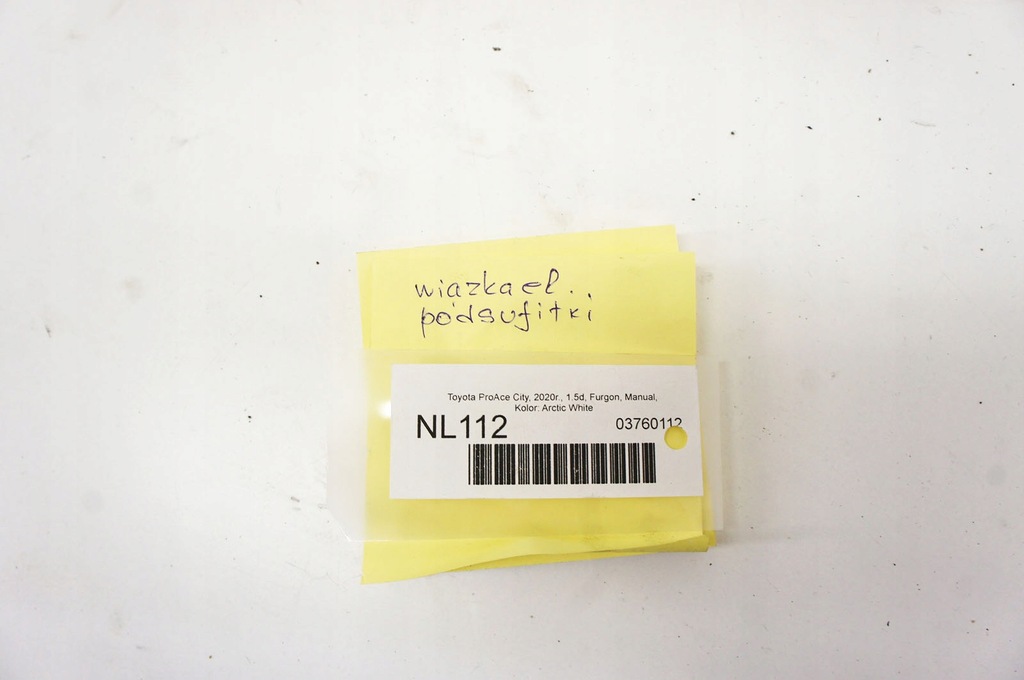 wiazka el.
podsufitki
Toyota ProAce City, 2020r., 1.5d, Furgon, Manual,
Kolor: Arctic White
NL112
03760112